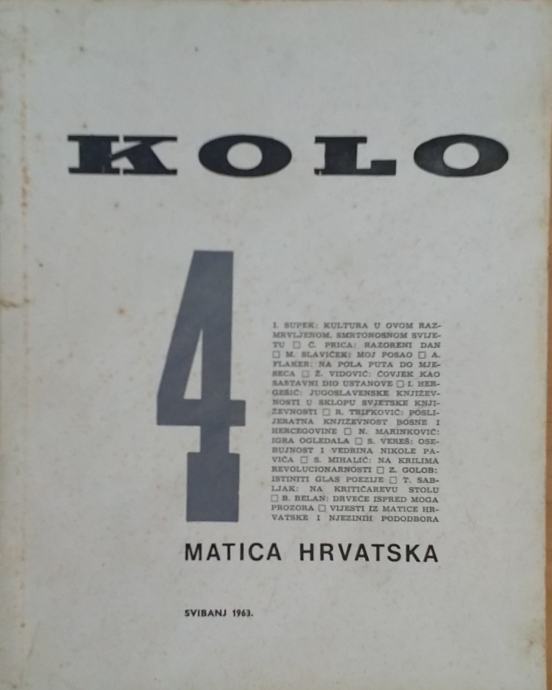 KOLO
4
I. SUPEK: KULTURA U OVOM RAZ-
MRVLJENOM, SMRTONOSNOM SVIJE-
TU □ Č. PRICA: RAZORENI DAN
□ M. SLAVIČEK: MOJ POSAO □ A.
FLAKER: NA POLA PUTA DO MJE-
SECA □ Ž. VIDOVIĆ: ČOVJEK KAO
SASTAVNI DIO USTANOVE □ I. HER-
GEŠIĆ: JUGOSLAVENSKE KNJIŽEV-
NOSTI U SKLOPU SVJETSKE KNJI-
ŽEVNOSTI □ R. TRIFKOVIĆ: POSLI-
JERATNA KNJIŽEVNOST BOSNE I
HERCEGOVINE □ N. MARINKOVIĆ:
IGRA OGLEDALA □ S. VEREŠ: OSE-
BUJNOST I VEDRINA NIKOLE PA-
VIĆA □ S. MIHALIĆ: NA KRILIMA
REVOLUCIONARNOSTI □ Z. GOLOB:
ISTINITI GLAS POEZIJE □ T. SAB-
LJAK: NA KRITIČAREVU STOLU
□ B. BELAN: DRVEĆE ISPRED MOGA
PROZORA □ VIJESTI IZ MATICE HR-
VATSKE I NJEZINIH PODODBORA
MATICA HRVATSKA
SVIBANJ 1963.